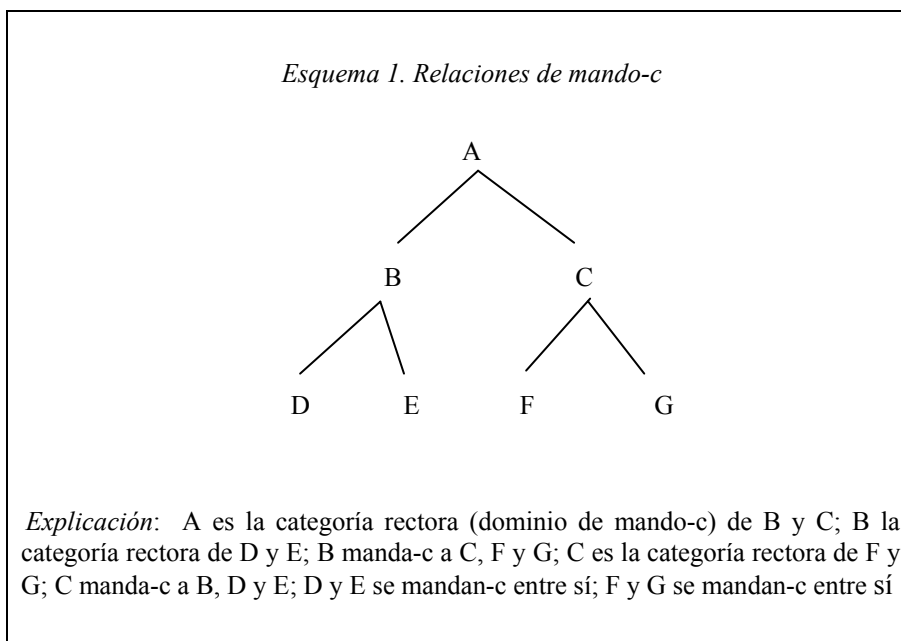 Esquema 1. Relaciones de mando-c
A
B C
D E F G
Explicación: A es la categoría rectora (dominio de mando-c) de B y C; B la
categoría rectora de D y E; B manda-c a C, F y G; C es la categoría rectora de F y
G; C manda-c a B, D y E; D y E se mandan-c entre sí; F y G se mandan-c entre sí